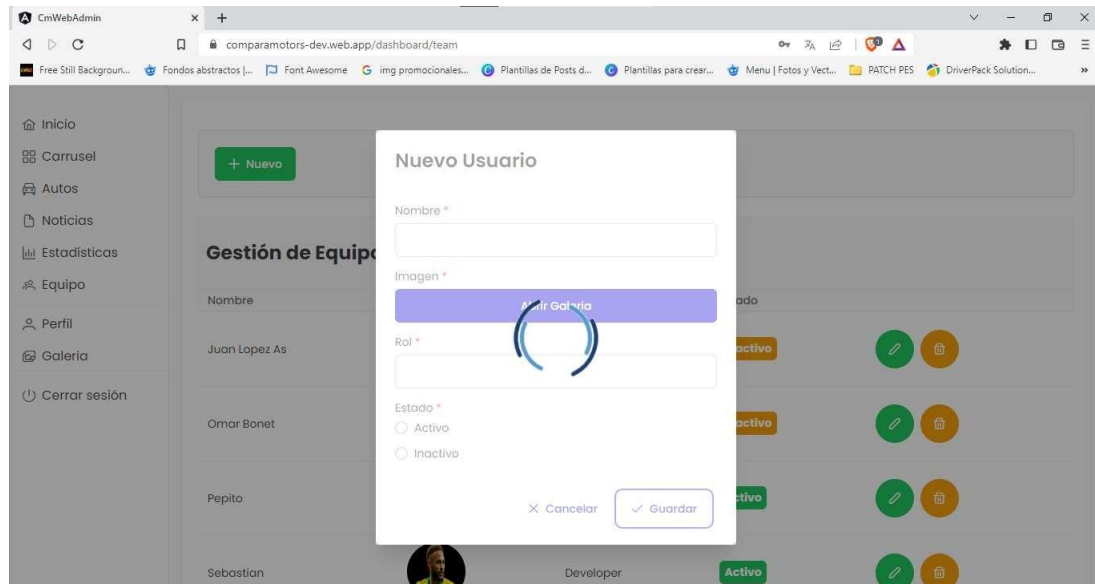 CmWebAdmin
comparamotors-dev.web.app/dashboard/team
Free Still Backgroun... Fondos abstractos |... Font Awesome img promocionales... Plantillas de Posts d... Plantillas para crear... Menu | Fotos y Vect... PATCH PES DriverPack Solution... »
Inicio
Carrusel
Autos
Noticias
Estadísticas
Equipo
Perfil
Galeria
Cerrar sesión
+ Nuevo
Gestión de Equipo
Nombre
Juan Lopez As
Omar Bonet
Pepito
Activo
Sebastian Developer Activo
Nuevo Usuario
Nombre *
Imagen *
Abrir Galeria
Rol *
Estado *
Activo
Inactivo
Cancelar Guardar